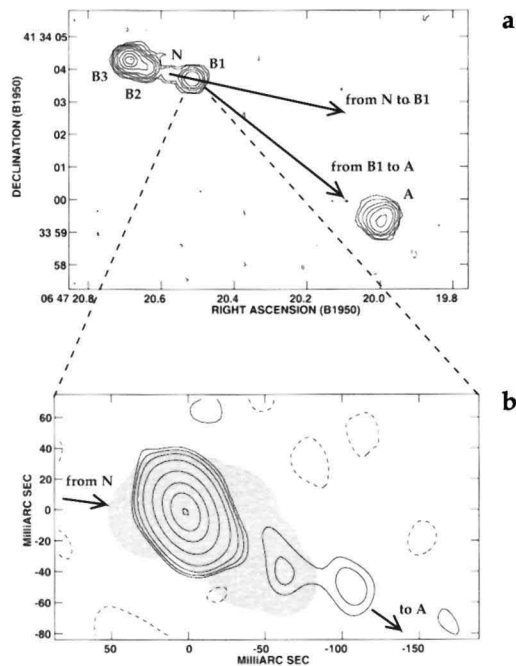 a
41 34 05
04
03
02
01
00
33 59
58
DECLINATION (B1950)
N
B1
B3
B2
from N to B1
from B1 to A
A
06 47 20.8
20.6
20.4
20.2
20.0
19.8
RIGHT ASCENSION (B1950)
b
60
40
20
0
-20
-40
-60
-80
MilliARC SEC
from N
to A
50
0
-50
-100
-150
MilliARC SEC